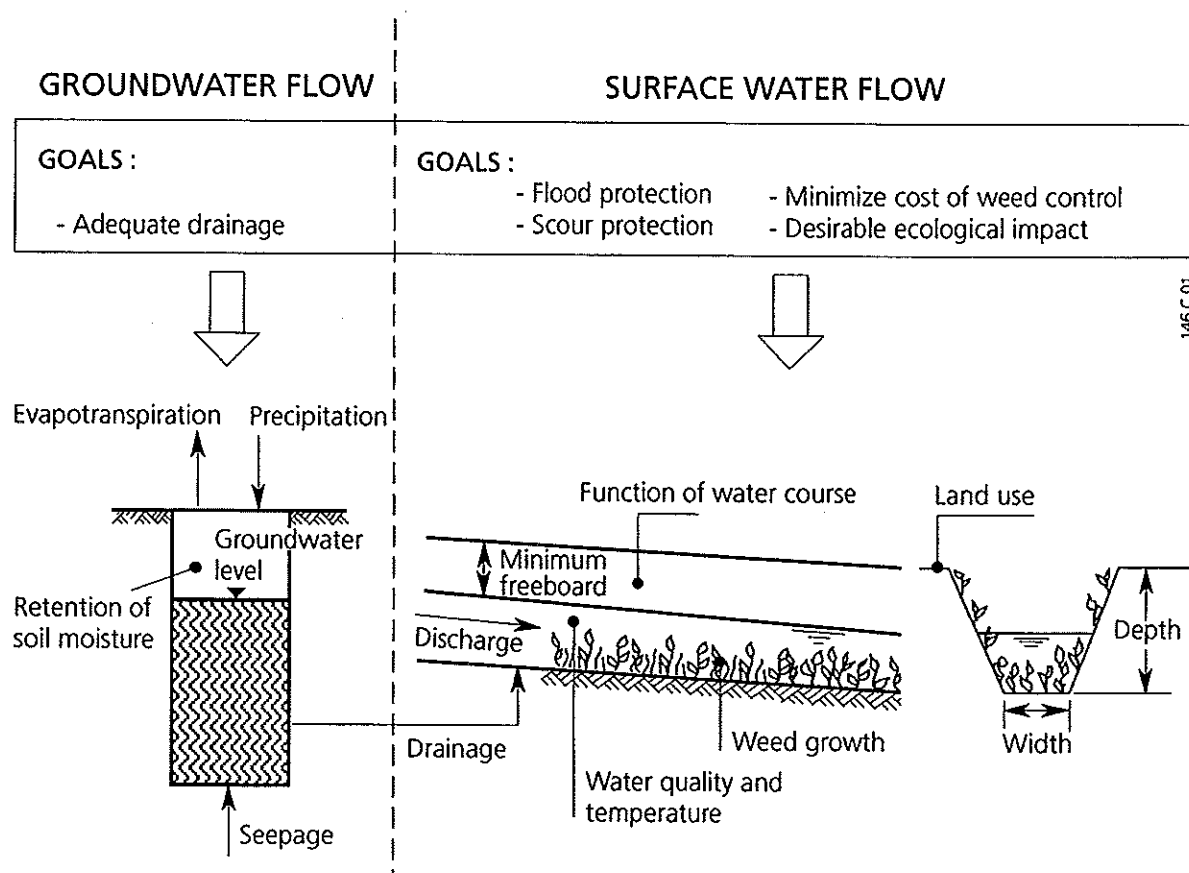 GROUNDWATER FLOW
SURFACE WATER FLOW
GOALS :
- Adequate drainage
GOALS :
- Flood protection
- Scour protection
- Minimize cost of weed control
- Desirable ecological impact
146 C 01
Evapotranspiration
Precipitation
Groundwater
level
Retention of
soil moisture
Seepage
Drainage
Function of water course
Minimum
freeboard
Discharge
Weed growth
Water quality and
temperature
Land use
Depth
Width